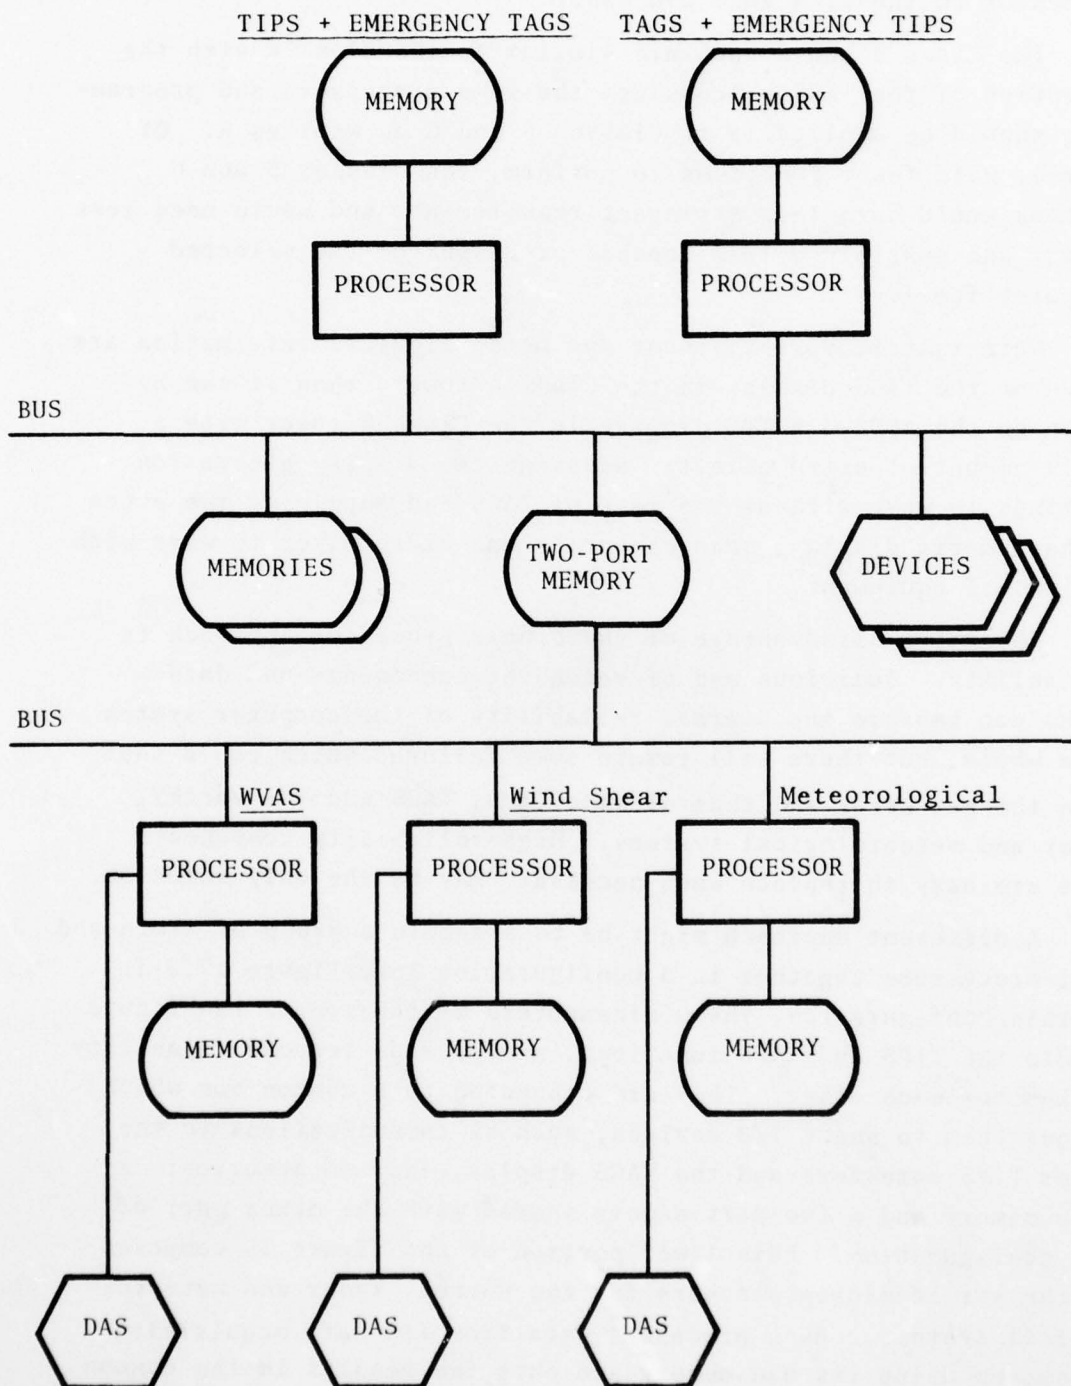 TIPS + EMERGENCY TAGS
TAGS + EMERGENCY TIPS
MEMORY
MEMORY
PROCESSOR
PROCESSOR
BUS
MEMORIES
TWO-PORT
MEMORY
DEVICES
BUS
WVAS
Wind Shear
Meteorological
PROCESSOR
PROCESSOR
PROCESSOR
MEMORY
MEMORY
MEMORY
DAS
DAS
DAS